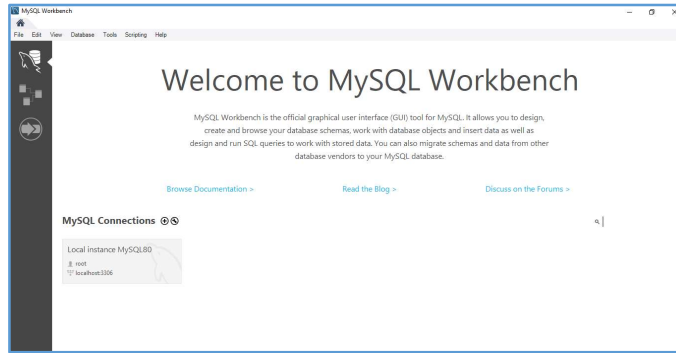 MySQL Workbench
File Edit View Database Tools Scripting Help
Welcome to MySQL Workbench
MySQL Workbench is the official graphical user interface (GUI) tool for MySQL. It allows you to design,
create and browse your database schemas, work with database objects and insert data as well as
design and run SQL queries to work with stored data. You can also migrate schemas and data from other
database vendors to your MySQL database.
Browse Documentation > Read the Blog > Discuss on the Forums >
MySQL Connections
Local instance MySQL80
root
localhost:3306